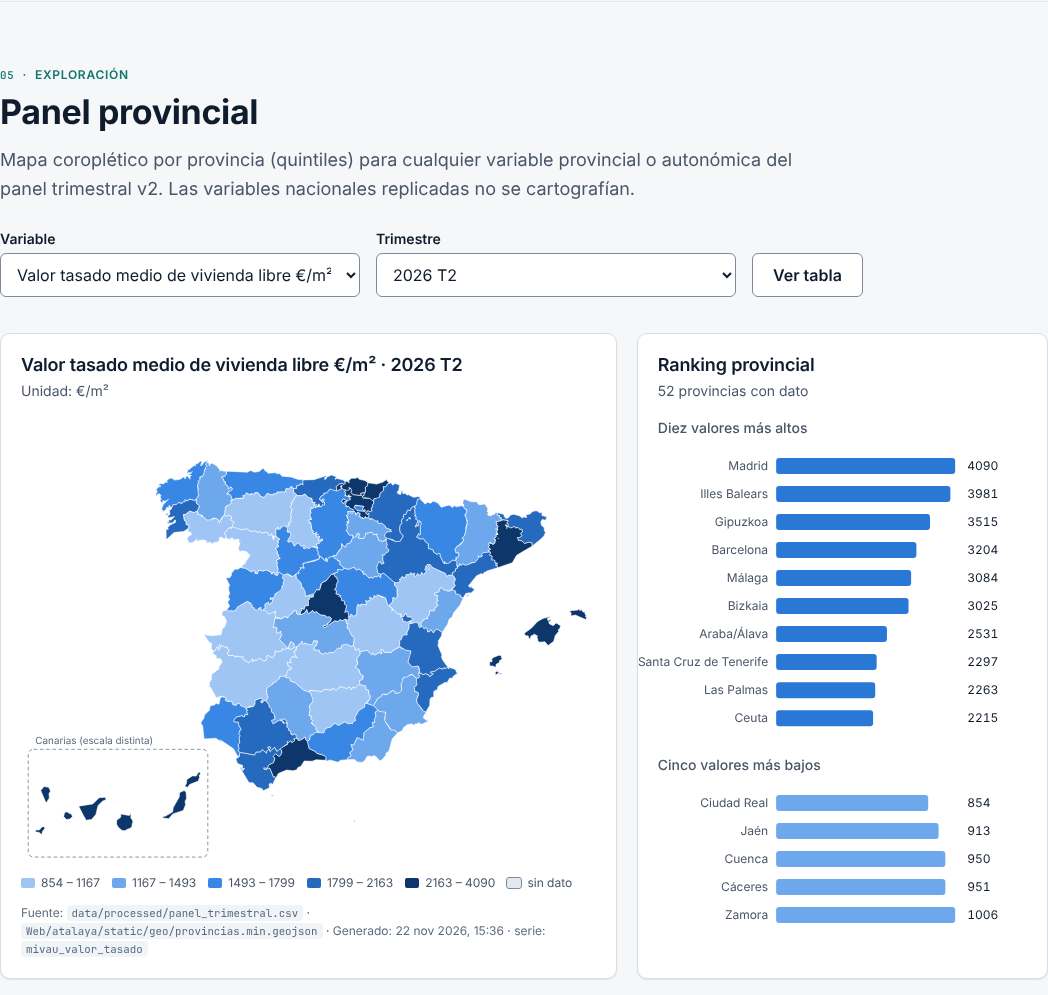 05 · EXPLORACIÓN
Panel provincial
Mapa coroplético por provincia (quintiles) para cualquier variable provincial o autonómica del
panel trimestral v2. Las variables nacionales replicadas no se cartografían.
Variable
Trimestre
Valor tasado medio de vivienda libre €/m²
2026 T2
Ver tabla
Valor tasado medio de vivienda libre €/m² · 2026 T2
Unidad: €/m²
Canarias (escala distinta)
854 – 1167
1167 – 1493
1493 – 1799
1799 – 2163
2163 – 4090
sin dato
Fuente: data/processed/panel_trimestral.csv ·
Web/atalaya/static/geo/provincias.min.geojson · Generado: 22 nov 2026, 15:36 · serie:
mivau_valor_tasado
Ranking provincial
52 provincias con dato
Diez valores más altos
Madrid 4090
Illes Balears 3981
Gipuzkoa 3515
Barcelona 3204
Málaga 3084
Bizkaia 3025
Araba/Álava 2531
Santa Cruz de Tenerife 2297
Las Palmas 2263
Ceuta 2215
Cinco valores más bajos
Ciudad Real 854
Jaén 913
Cuenca 950
Cáceres 951
Zamora 1006